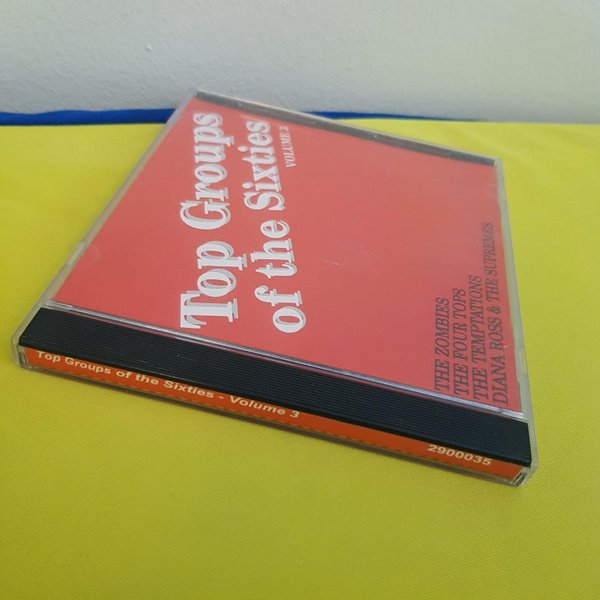 Top Groups
of the Sixties
VOLUME 3
THE ZOMBIES
THE FOUR TOPS
THE TEMPTATIONS
DIANA ROSS & THE SUPREMES
Top Groups of the Sixties - Volume 3
2900035